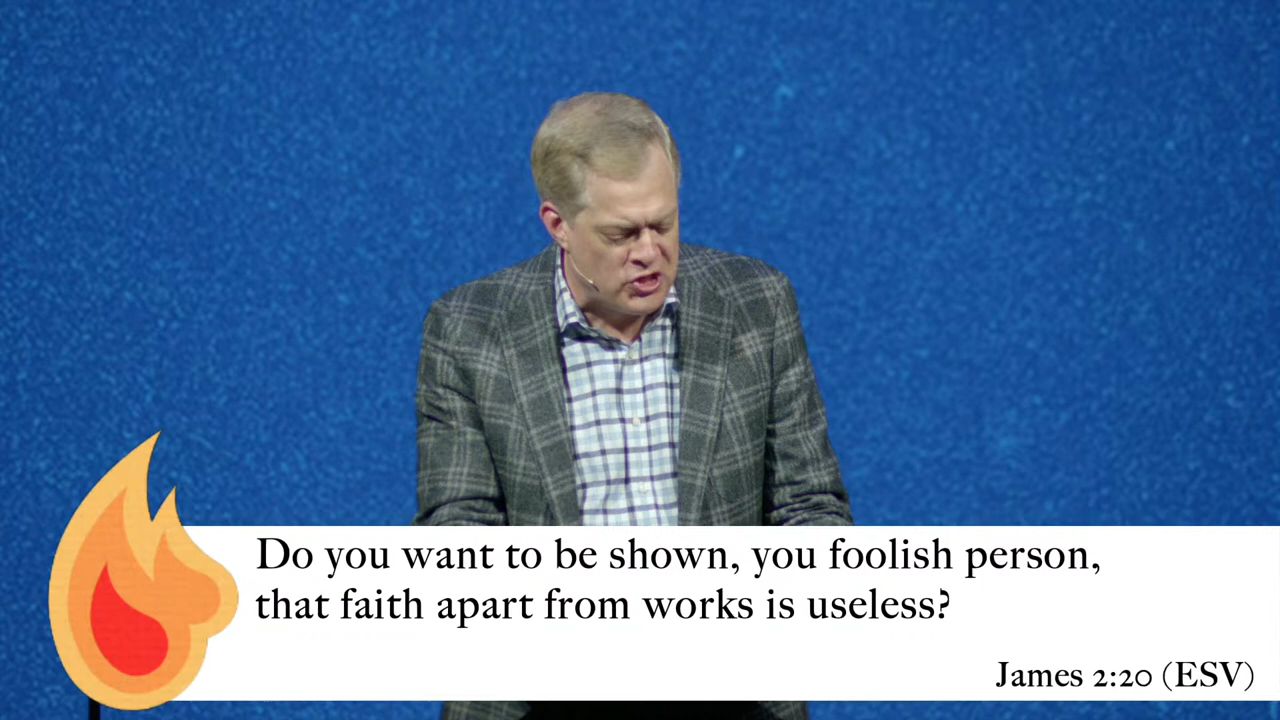 Do you want to be shown, you foolish person,
that faith apart from works is useless?
James 2:20 (ESV)